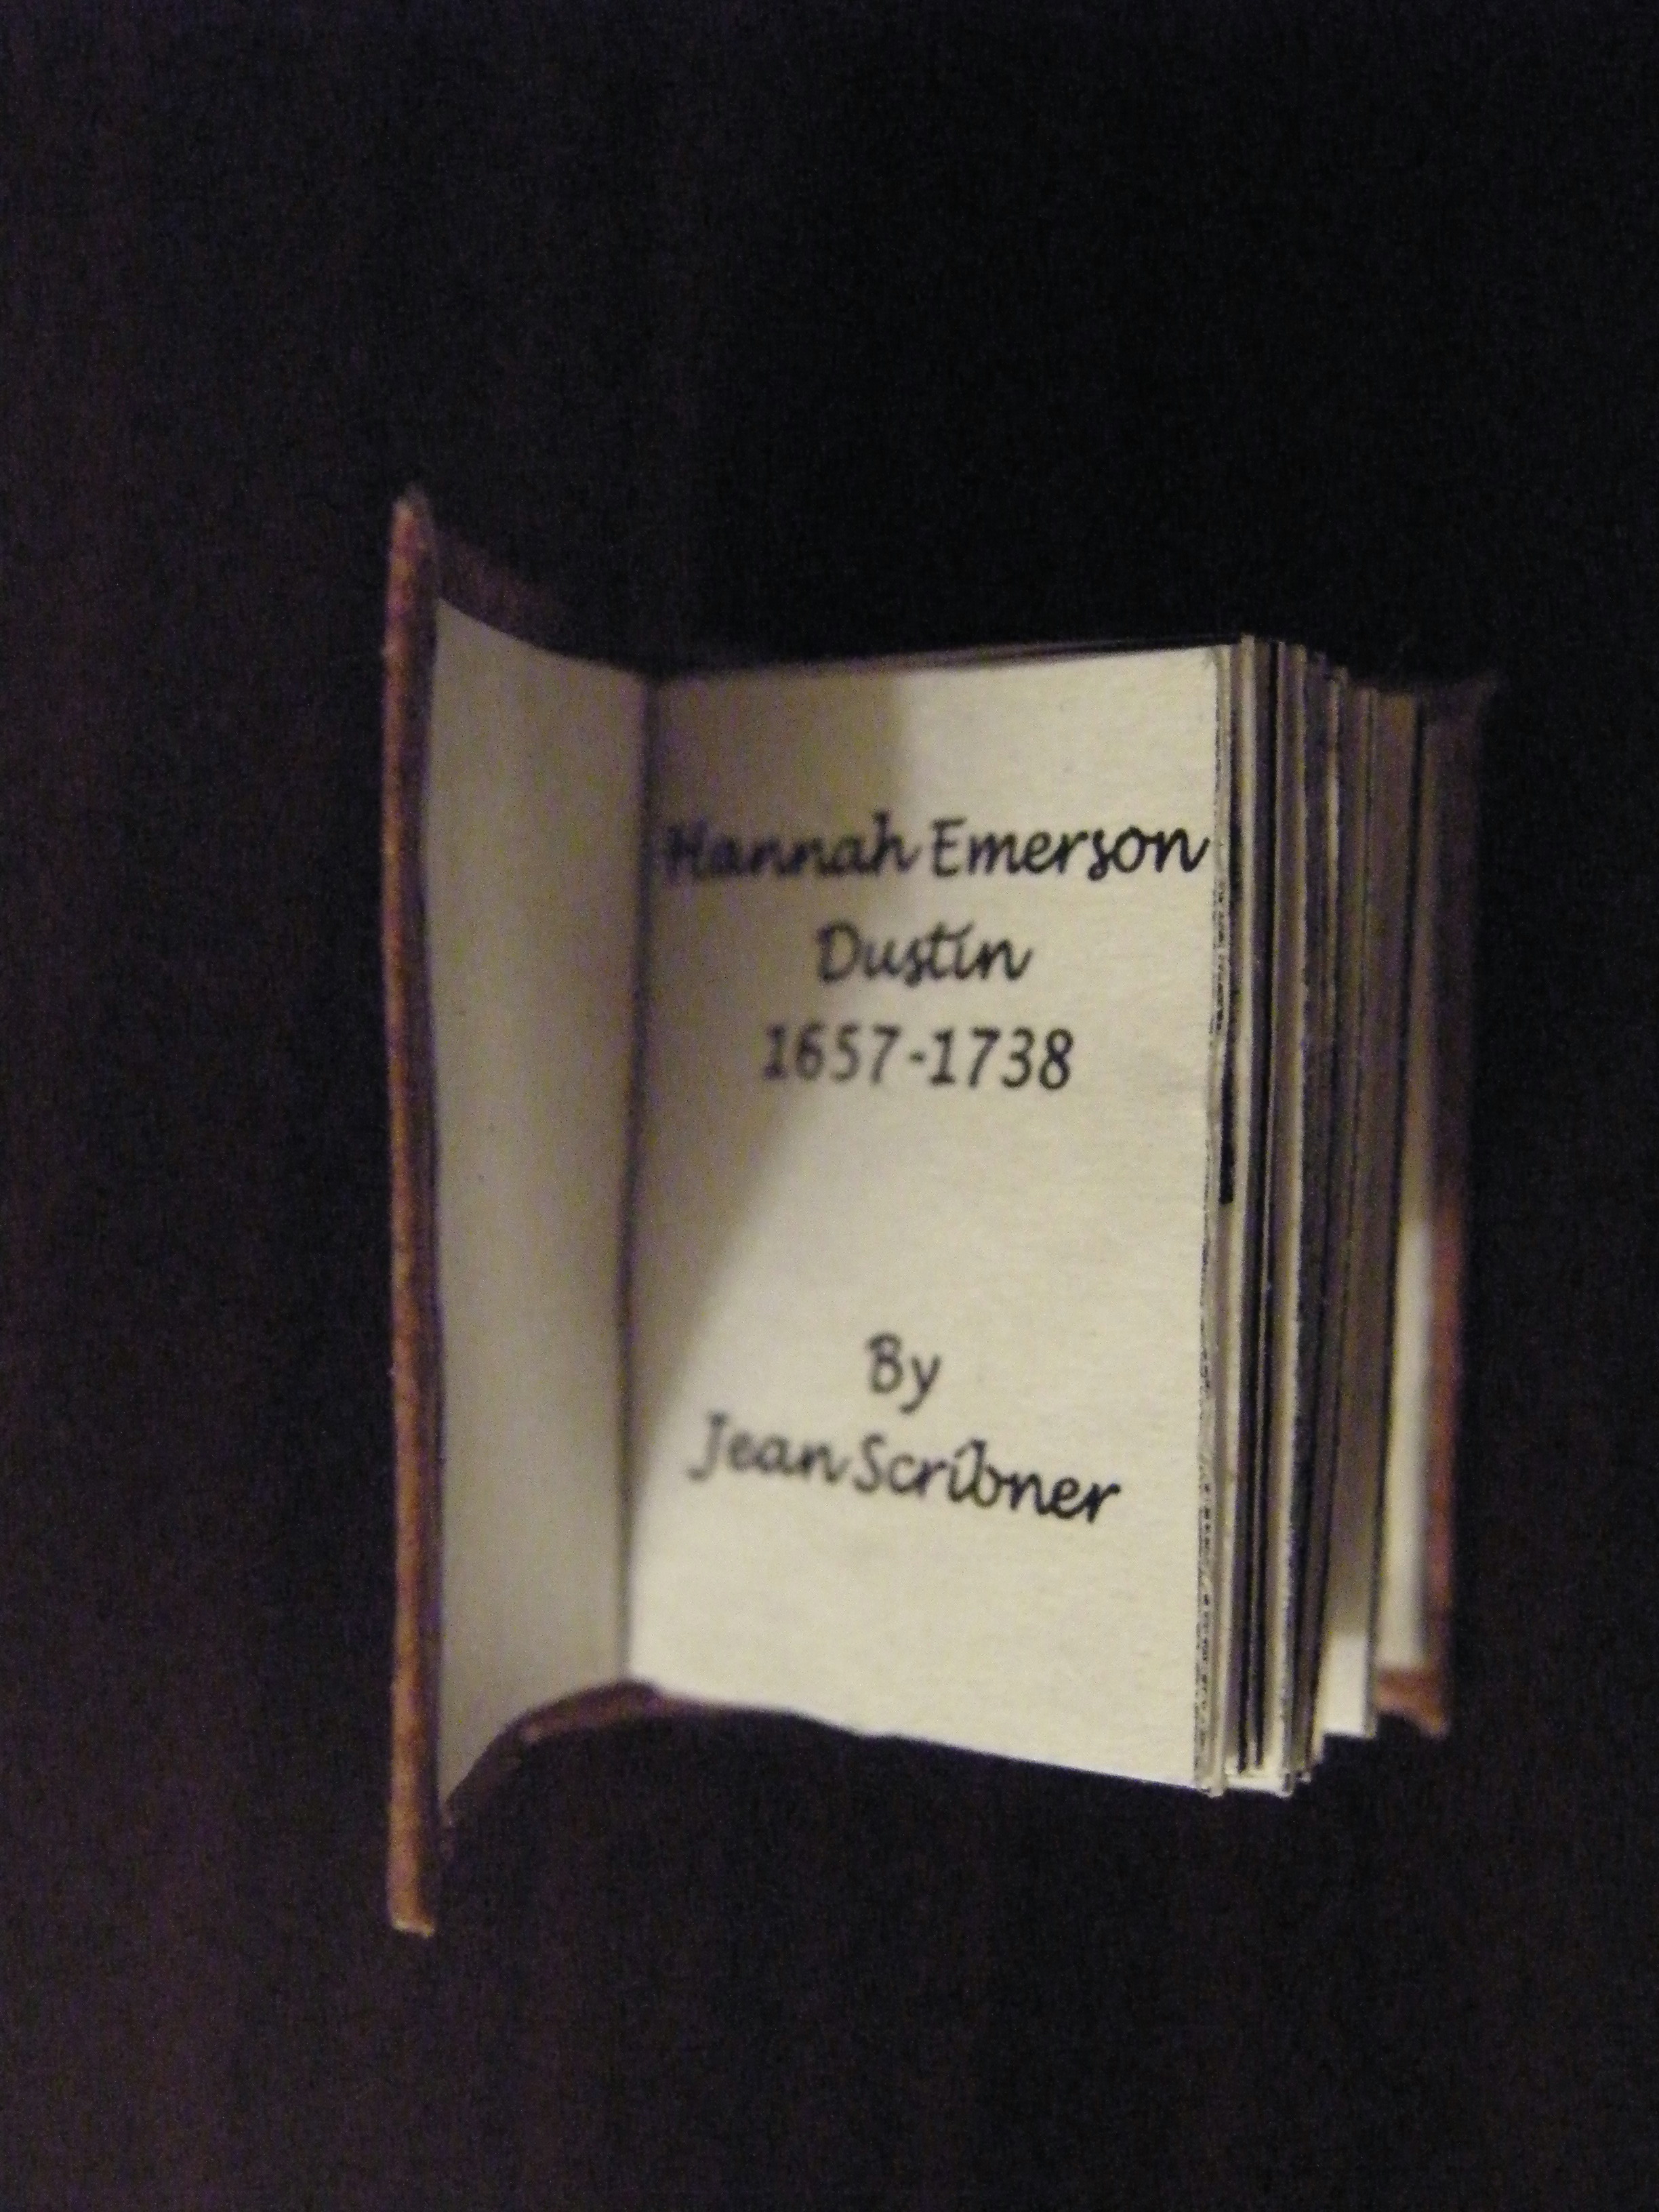 Hannah Emerson
Dustin
1657-1738
By
Jean Scribner